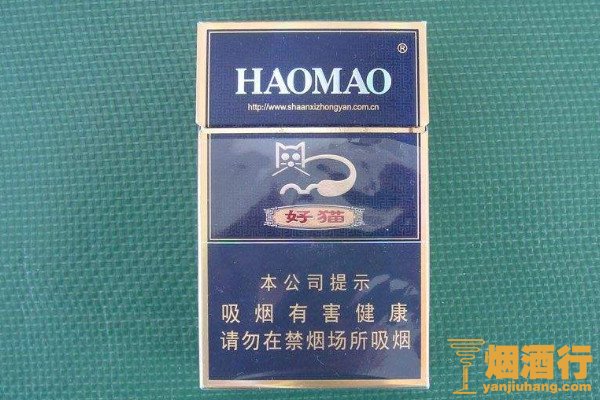 HAOMAO®
http://www.shaanxizhongyan.com.cn
好猫
本公司提示
吸烟有害健康
请勿在禁烟场所吸烟
烟酒行
yanjiuhang.com